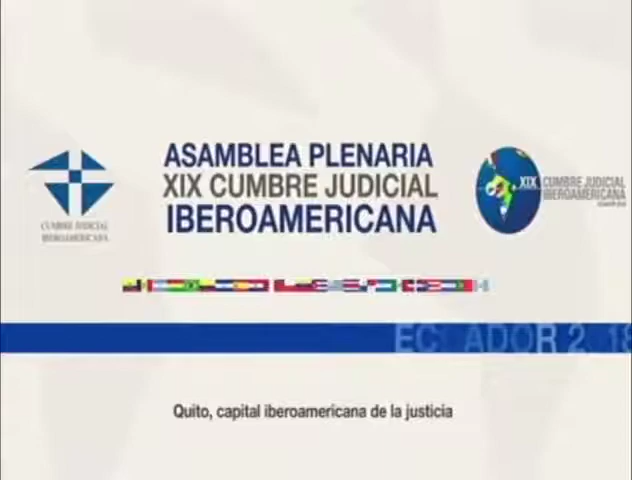 ASAMBLEA PLENARIA
XIX CUMBRE JUDICIAL
IBEROAMERICANA
CUMBRE JUDICIAL
IBEROAMERICANA
XIX CUMBRE JUDICIAL
IBEROAMERICANA
Quito, capital iberoamericana de la justicia